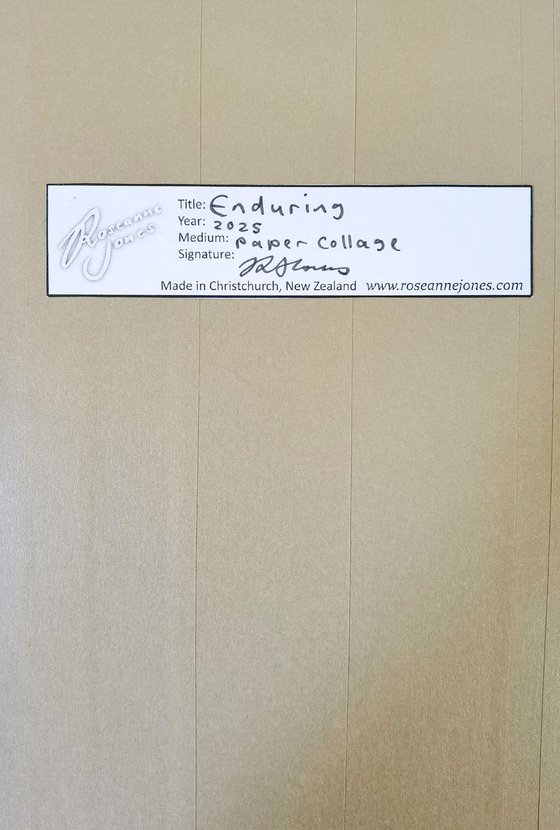 Roseanne
Jones
Title: Enduring
Year: 2025
Medium: paper collage
Signature:
Made in Christchurch, New Zealand www.roseannejones.com